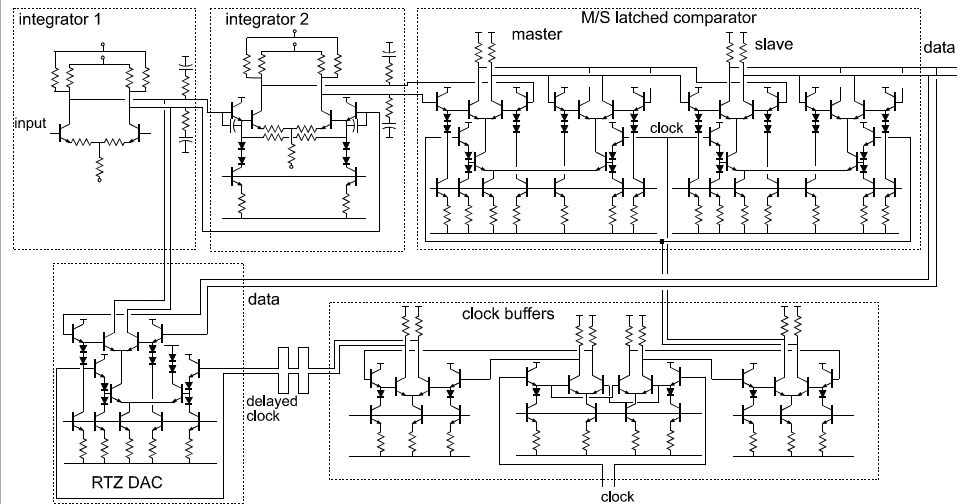 integrator 1
integrator 2
M/S latched comparator
master
slave
data
input
clock
data
clock buffers
delayed
clock
RTZ DAC
clock